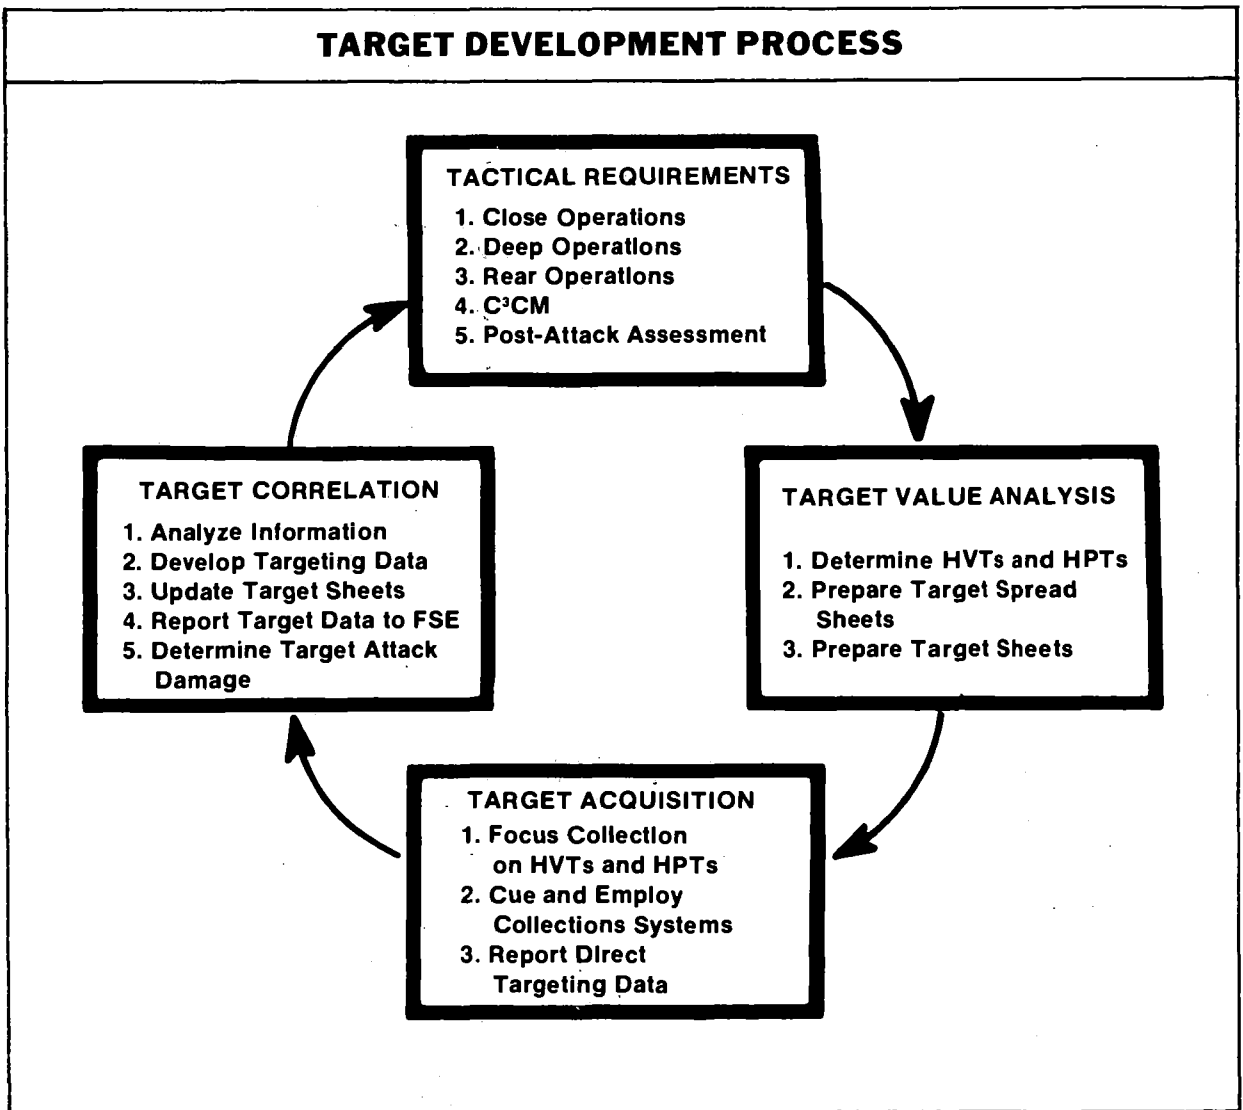 TARGET DEVELOPMENT PROCESS
TACTICAL REQUIREMENTS
1. Close Operations
2. Deep Operations
3. Rear Operations
4. C³CM
5. Post-Attack Assessment
TARGET CORRELATION
1. Analyze Information
2. Develop Targeting Data
3. Update Target Sheets
4. Report Target Data to FSE
5. Determine Target Attack
Damage
TARGET VALUE ANALYSIS
1. Determine HVTs and HPTs
2. Prepare Target Spread
Sheets
3. Prepare Target Sheets
TARGET ACQUISITION
1. Focus Collection
on HVTs and HPTs
2. Cue and Employ
Collections Systems
3. Report Direct
Targeting Data